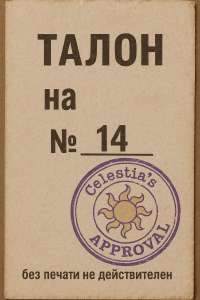 ТАЛОН
на
№ 14
Celestia's
APPROVAL
без печати не действителен